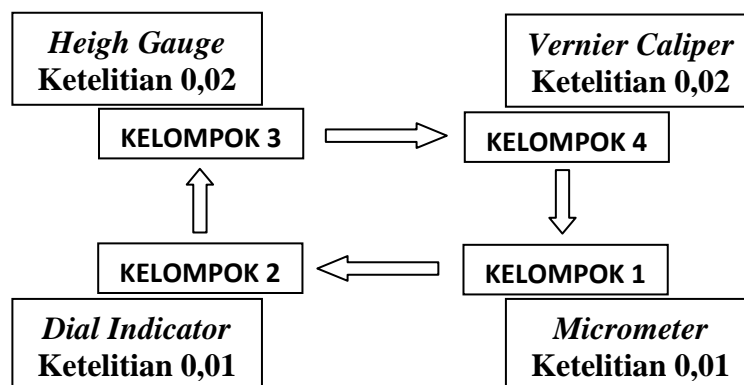 Heigh Gauge
Ketelitian 0,02
KELOMPOK 3
Vernier Caliper
Ketelitian 0,02
KELOMPOK 4
KELOMPOK 2
Dial Indicator
Ketelitian 0,01
KELOMPOK 1
Micrometer
Ketelitian 0,01